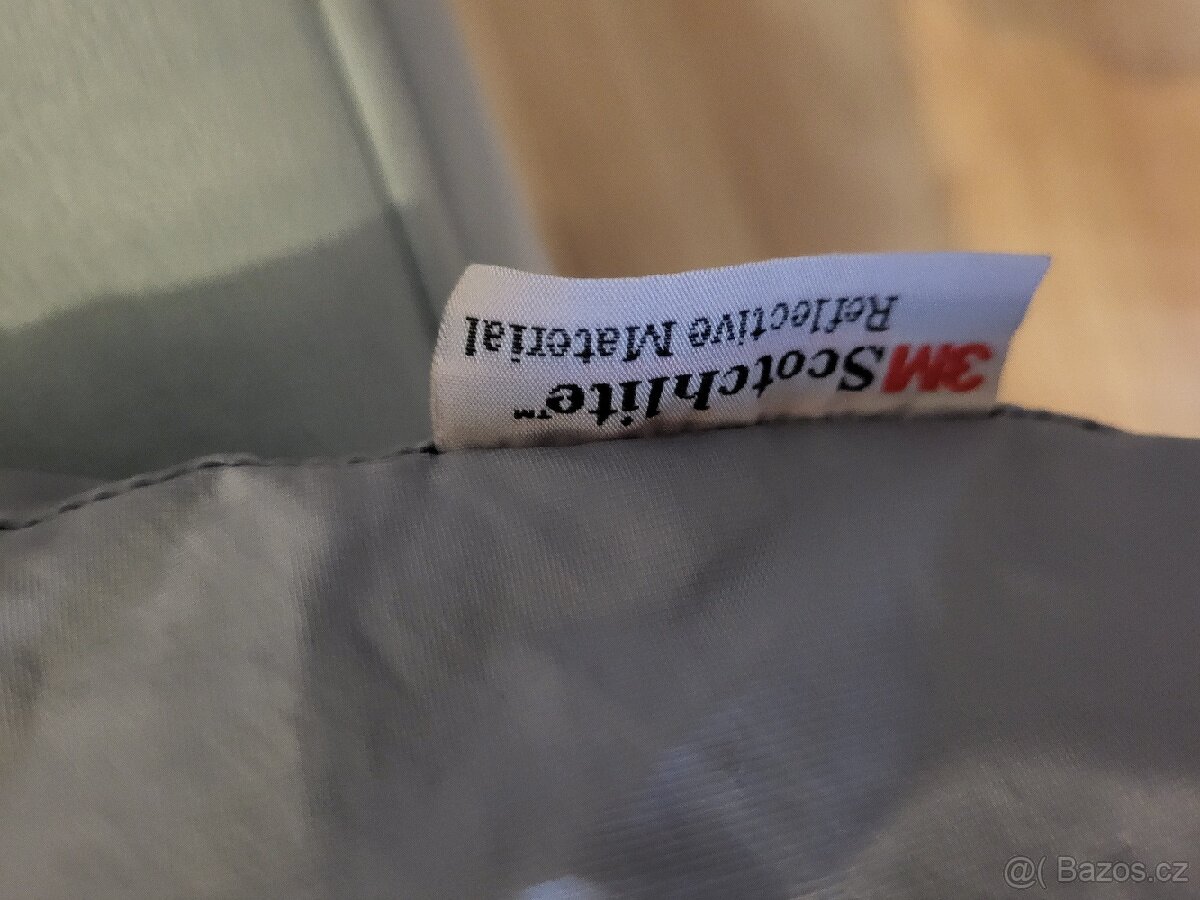 3M Scotchlite™
Reflective Material
@( Bazos.cz